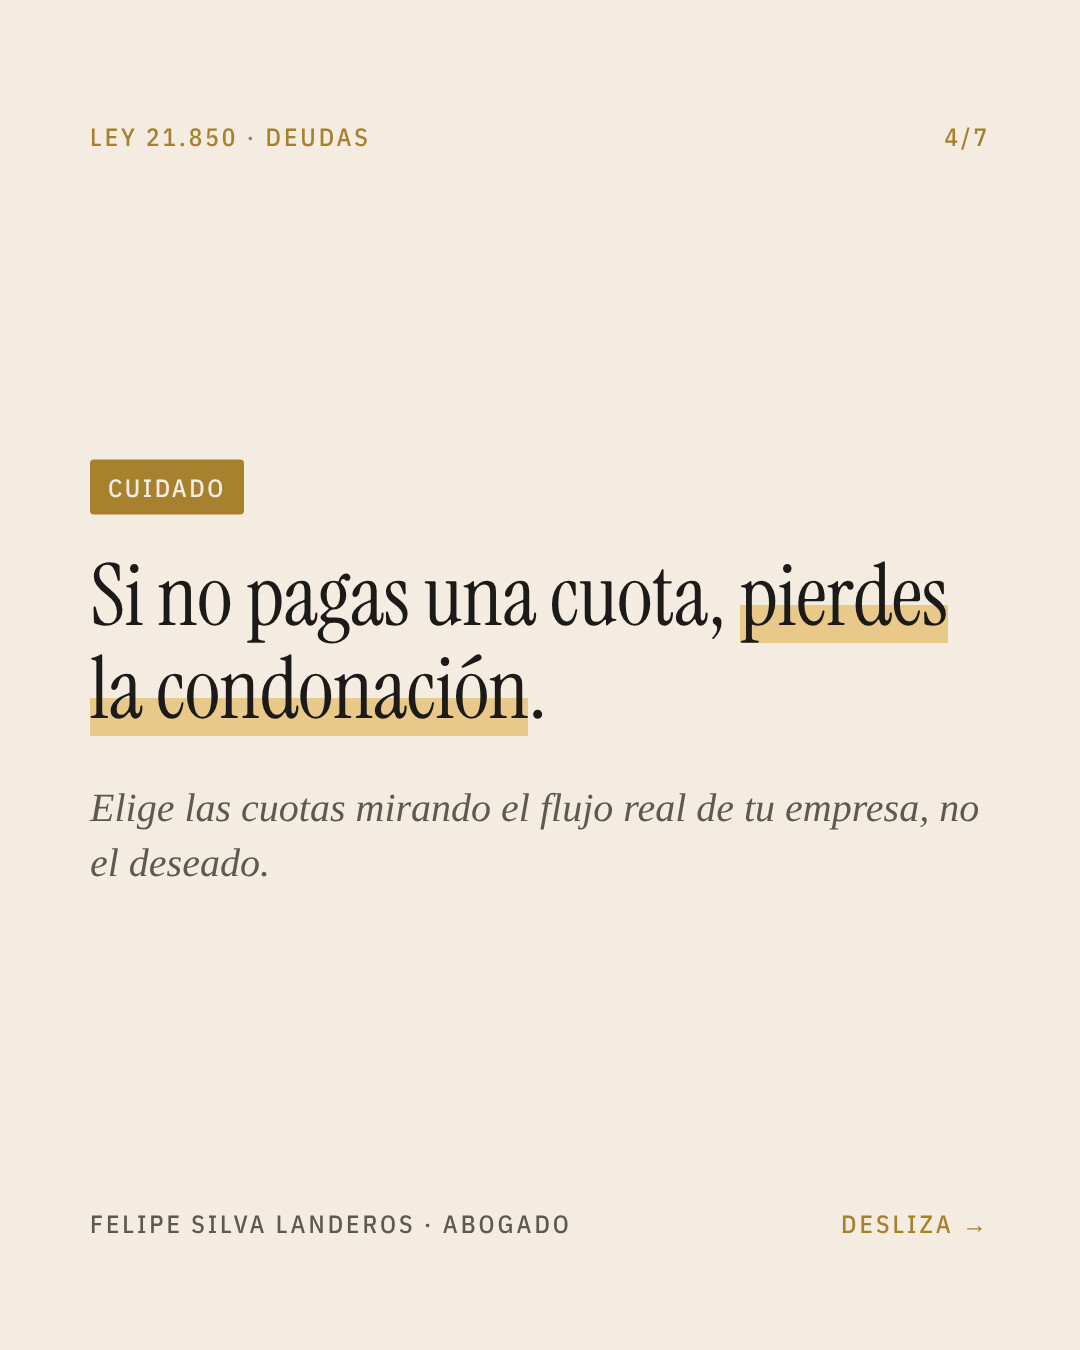 LEY 21.850 · DEUDAS
4/7
CUIDADO
Si no pagas una cuota, pierdes
la condonación.
Elige las cuotas mirando el flujo real de tu empresa, no
el deseado.
FELIPE SILVA LANDEROS · ABOGADO
DESLIZA →